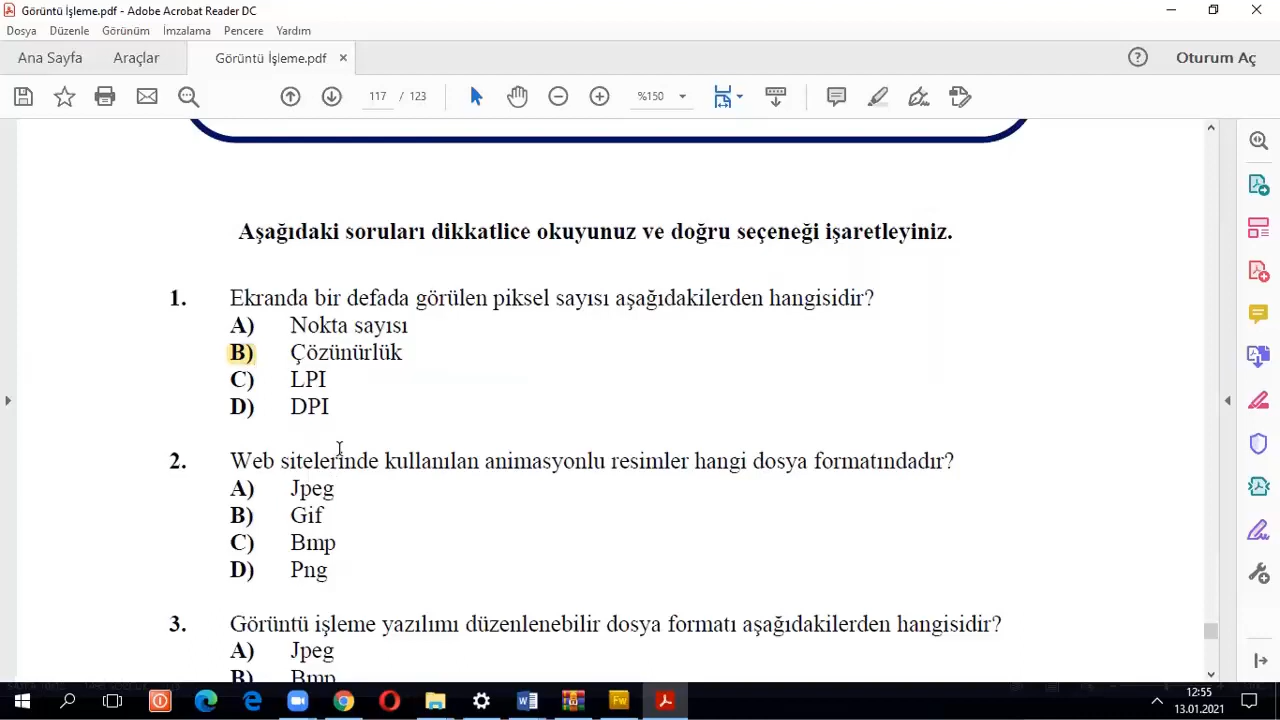 Görüntü İşleme.pdf - Adobe Acrobat Reader DC
Dosya Düzenle Görünüm İmzalama Pencere Yardım
Ana Sayfa Araçlar Görüntü İşleme.pdf × ? Oturum Aç
117 / 123 %150
Aşağıdaki soruları dikkatlice okuyunuz ve doğru seçeneği işaretleyiniz.
1. Ekranda bir defada görülen piksel sayısı aşağıdakilerden hangisidir?
A) Nokta sayısı
B) Çözünürlük
C) LPI
D) DPI
2. Web sitelerinde kullanılan animasyonlu resimler hangi dosya formatındadır?
A) Jpeg
B) Gif
C) Bmp
D) Png
3. Görüntü işleme yazılımı düzenlenebilir dosya formatı aşağıdakilerden hangisidir?
A) Jpeg
B) Bmp
12:55
13.01.2021